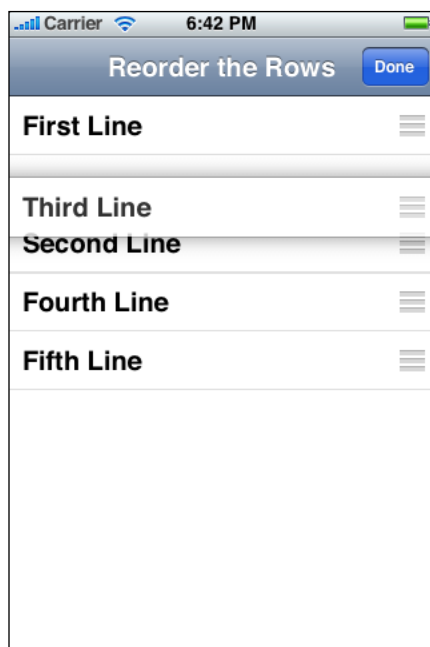 Carrier 6:42 PM
Reorder the Rows Done
First Line
Third Line
Second Line
Fourth Line
Fifth Line